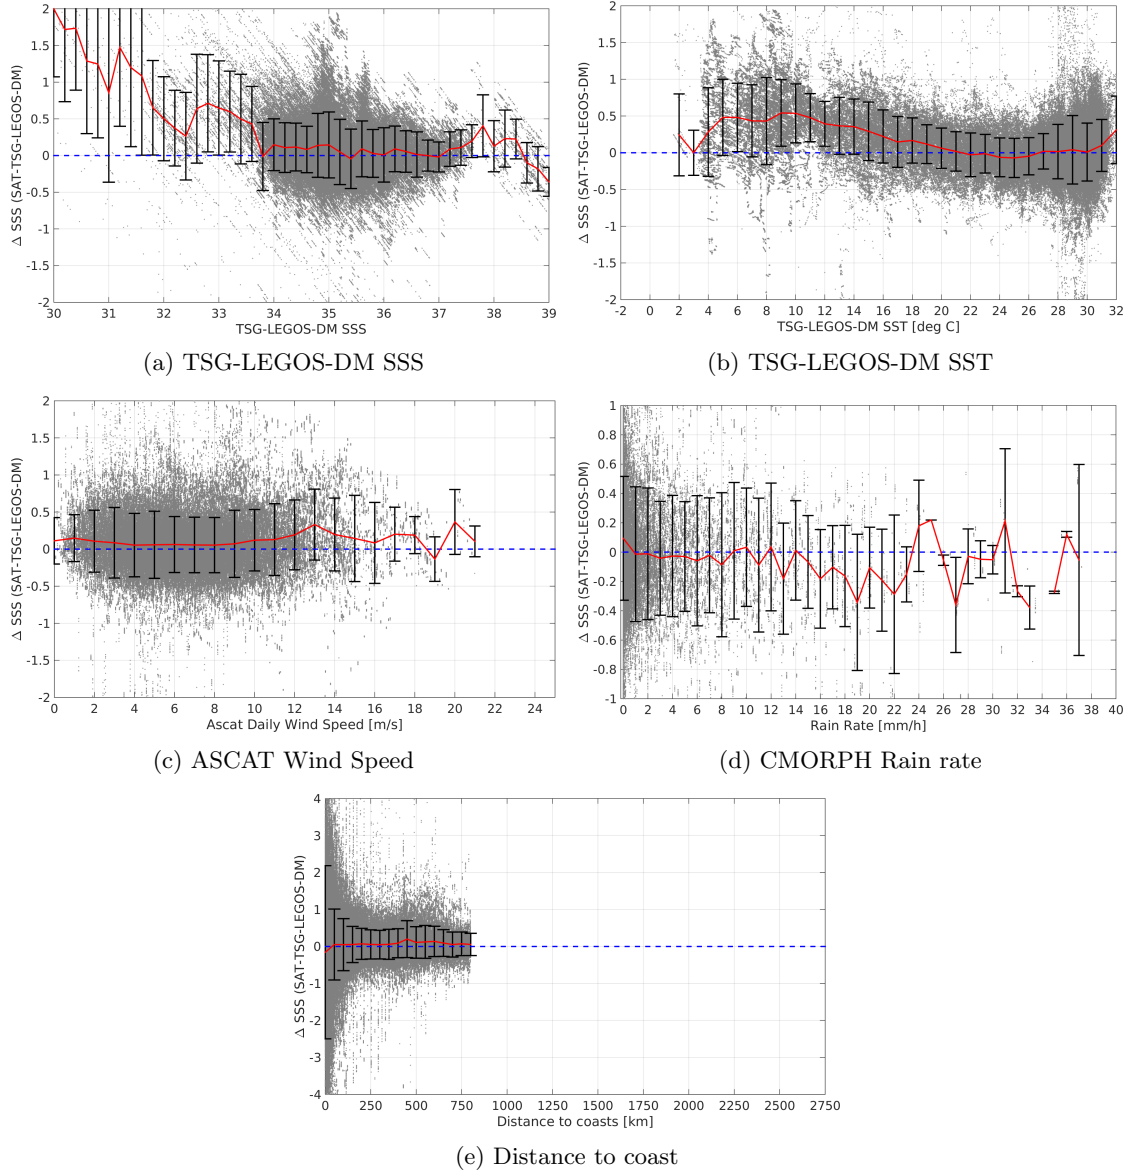 2
1.5
1
0.5
0
-0.5
-1
-1.5
-2
Δ SSS (SAT-TSG-LEGOS-DM)
30 31 32 33 34 35 36 37 38 39
TSG-LEGOS-DM SSS
(a) TSG-LEGOS-DM SSS
2
1.5
1
0.5
0
-0.5
-1
-1.5
-2
Δ SSS (SAT-TSG-LEGOS-DM)
-2 0 2 4 6 8 10 12 14 16 18 20 22 24 26 28 30 32
TSG-LEGOS-DM SST [deg C]
(b) TSG-LEGOS-DM SST
2
1.5
1
0.5
0
-0.5
-1
-1.5
-2
Δ SSS (SAT-TSG-LEGOS-DM)
0 2 4 6 8 10 12 14 16 18 20 22 24
Ascat Daily Wind Speed [m/s]
(c) ASCAT Wind Speed
1
0.8
0.6
0.4
0.2
0
-0.2
-0.4
-0.6
-0.8
-1
Δ SSS (SAT-TSG-LEGOS-DM)
0 2 4 6 8 10 12 14 16 18 20 22 24 26 28 30 32 34 36 38 40
Rain Rate [mm/h]
(d) CMORPH Rain rate
4
3
2
1
0
-1
-2
-3
-4
Δ SSS (SAT-TSG-LEGOS-DM)
0 250 500 750 1000 1250 1500 1750 2000 2250 2500 2750
Distance to coasts [km]
(e) Distance to coast